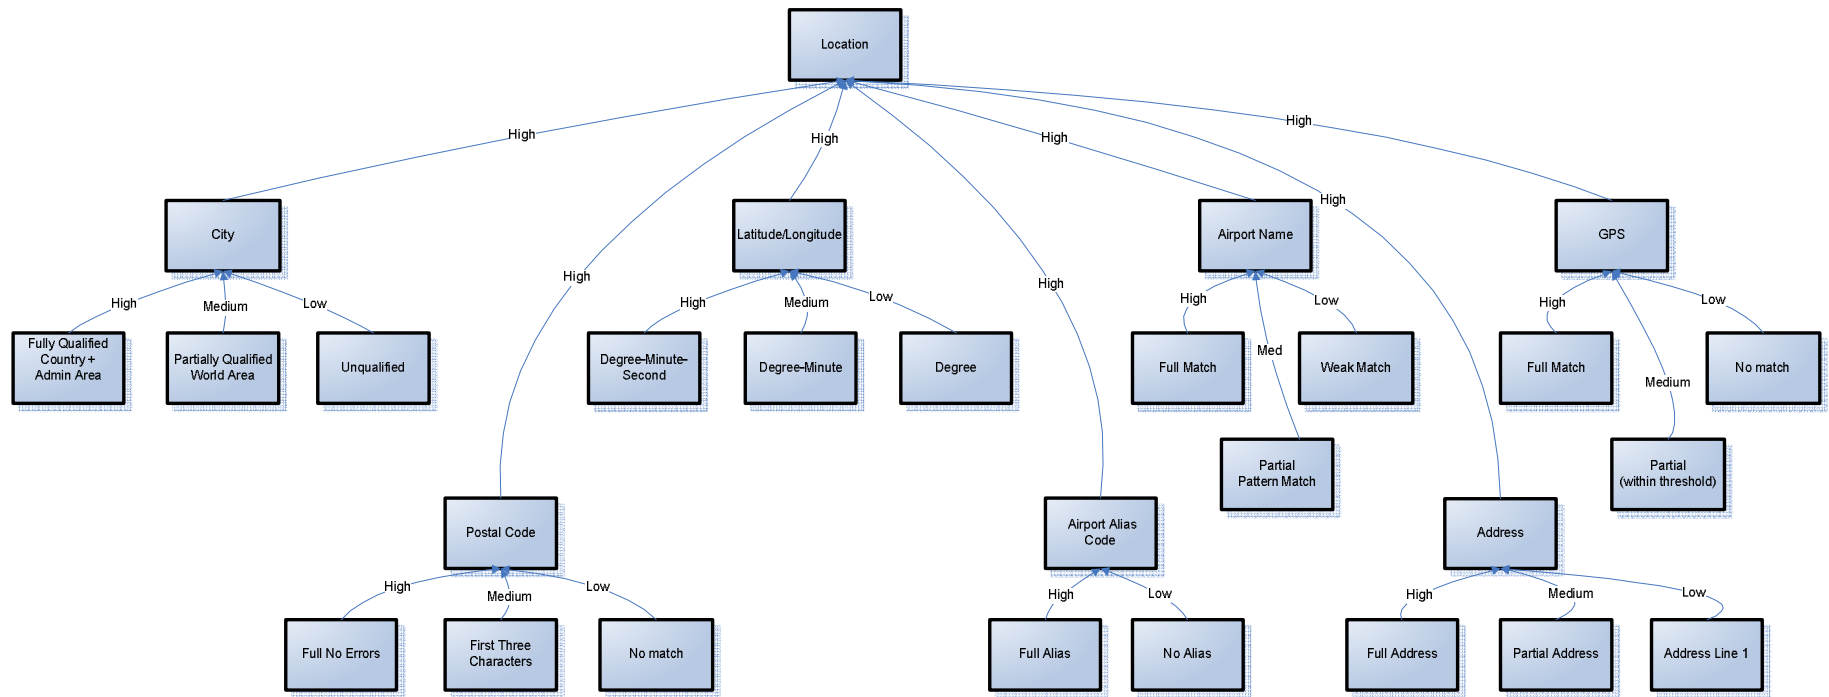 Location
High
High
High
High
High
High
High
City
Latitude/Longitude
Airport Name
GPS
High
Medium
Low
High
Medium
Low
High
Med
Low
High
Medium
Low
Fully Qualified
Country +
Admin Area
Partially Qualified
World Area
Unqualified
Degree-Minute-
Second
Degree-Minute
Degree
Full Match
Weak Match
Full Match
No match
Partial
Pattern Match
Partial
(within threshold)
Postal Code
Airport Alias
Code
Address
High
Medium
Low
High
Low
High
Medium
Low
Full No Errors
First Three
Characters
No match
Full Alias
No Alias
Full Address
Partial Address
Address Line 1